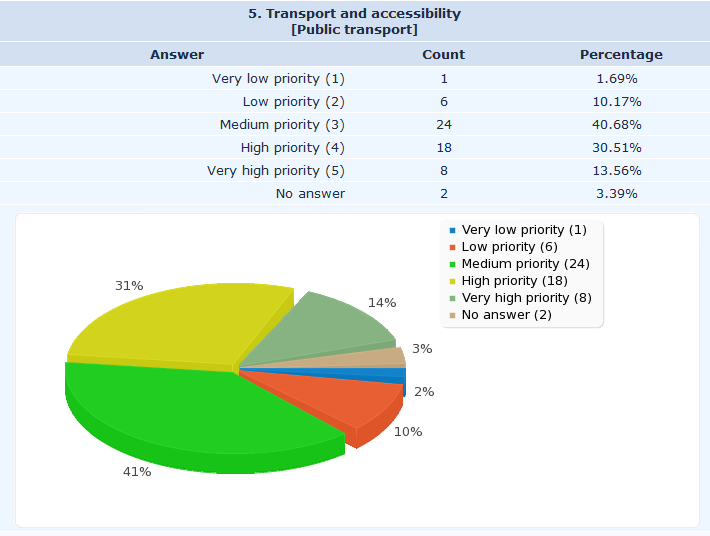 5. Transport and accessibility
[Public transport]
Answer Count Percentage
Very low priority (1) 1 1.69%
Low priority (2) 6 10.17%
Medium priority (3) 24 40.68%
High priority (4) 18 30.51%
Very high priority (5) 8 13.56%
No answer 2 3.39%
Very low priority (1)
Low priority (6)
Medium priority (24)
High priority (18)
Very high priority (8)
No answer (2)
31%
14%
3%
2%
10%
41%